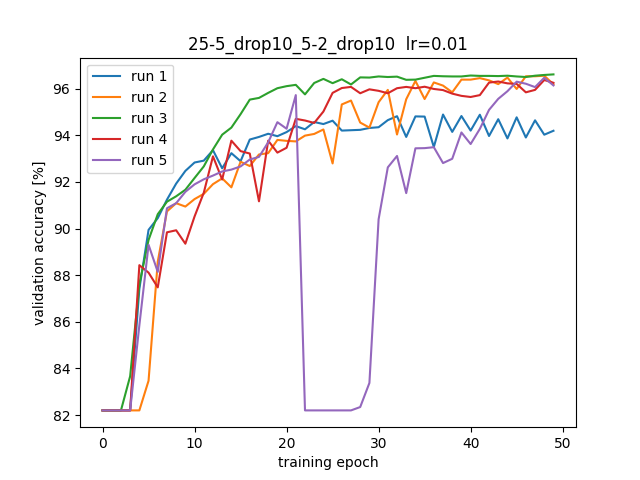 25-5_drop10_5-2_drop10  lr=0.01
validation accuracy [%]
96
94
92
90
88
86
84
82
run 1
run 2
run 3
run 4
run 5
0 10 20 30 40 50
training epoch